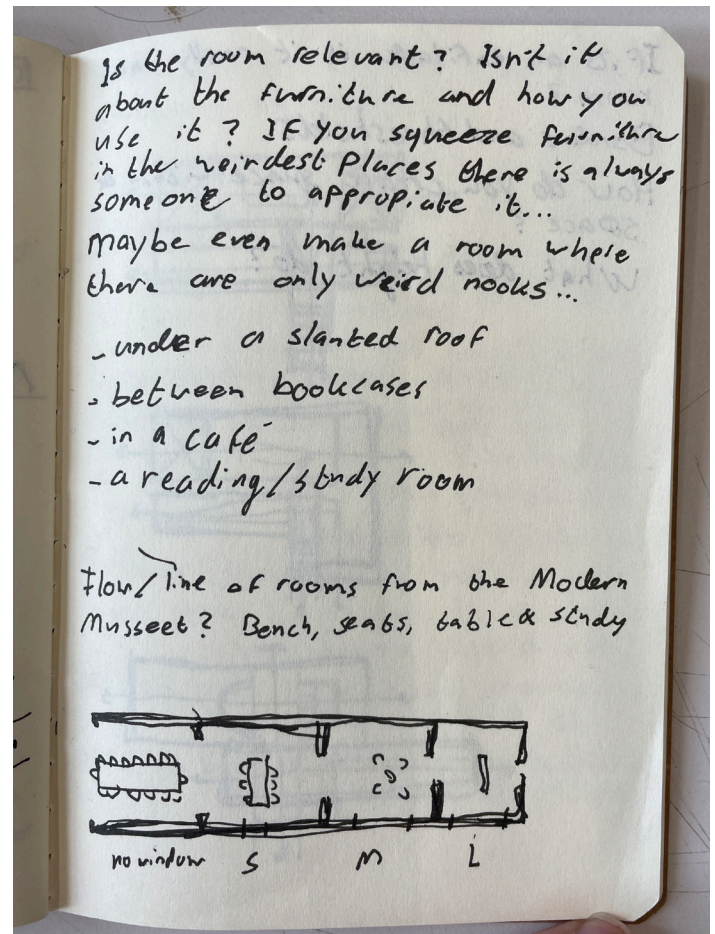 Is the room relevant? Isn't it
about the furniture and how you
use it? If you squeeze furniture
in the weirdest places there is always
someone to appropiate it...
Maybe even make a room where
there are only weird nooks...
- under a slanted roof
- between bookcases
- in a café
- a reading/study room
Flow/line of rooms from the Modern
Musseet? Bench, seats, table & study
no window S M L